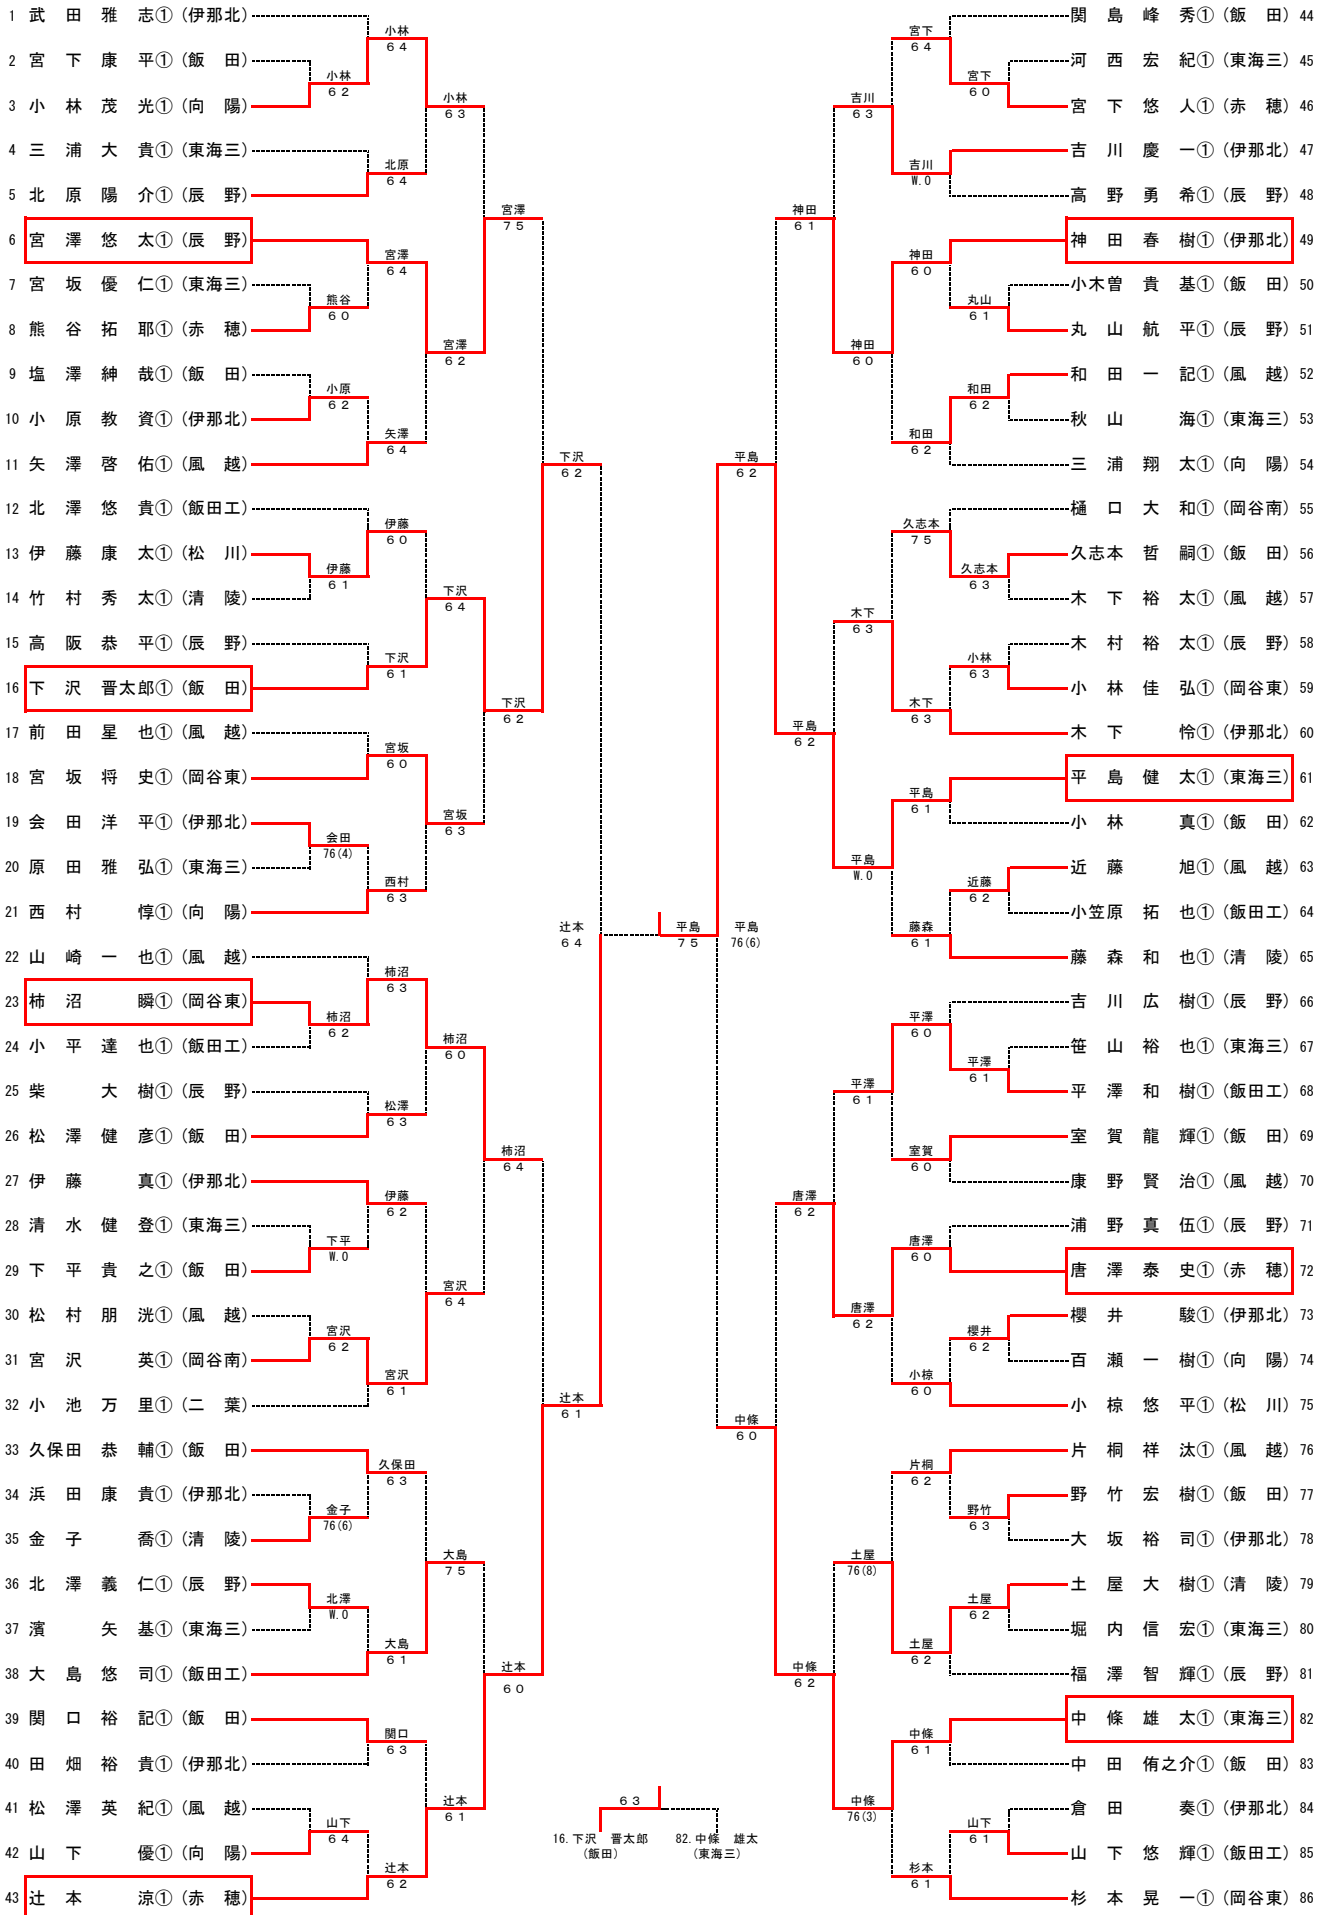 1 武田雅志① (伊那北)
2 宮下康平① (飯田)
3 小林茂光① (向陽)
4 三浦大貴① (東海三)
5 北原陽介① (辰野)
6 宮澤悠太① (辰野)
7 宮坂優仁① (東海三)
8 熊谷拓耶① (赤穂)
9 塩澤紳哉① (飯田)
10 小原教資① (伊那北)
11 矢澤啓佑① (風越)
12 北澤悠貴① (飯田工)
13 伊藤康太① (松川)
14 竹村秀太① (清陵)
15 高阪恭平① (辰野)
16 下沢晋太郎① (飯田)
17 前田星也① (風越)
18 宮坂将史① (岡谷東)
19 会田洋平① (伊那北)
20 原田雅弘① (東海三)
21 西村惇① (向陽)
22 山崎一也① (風越)
23 柿沼瞬① (岡谷東)
24 小平達也① (飯田工)
25 柴大樹① (辰野)
26 松澤健彦① (飯田)
27 伊藤真① (伊那北)
28 清水健登① (東海三)
29 下平貴之① (飯田)
30 松村朋洸① (風越)
31 宮沢英① (岡谷南)
32 小池万里① (二葉)
33 久保田恭輔① (飯田)
34 浜田康貴① (伊那北)
35 金子喬① (清陵)
36 北澤義仁① (辰野)
37 濱矢基① (東海三)
38 大島悠司① (飯田工)
39 関口裕記① (飯田)
40 田畑裕貴① (伊那北)
41 松澤英紀① (風越)
42 山下優① (向陽)
43 辻本涼① (赤穂)
小林
62
熊谷
60
小原
62
伊藤
61
会田
76(4)
柿沼
62
下平
W.0
宮沢
62
金子
76(6)
北澤
W.0
山下
64
小林
64
北原
64
宮澤
64
矢澤
64
伊藤
60
下沢
61
宮坂
60
西村
63
柿沼
63
松澤
63
伊藤
62
宮沢
61
久保田
63
大島
61
関口
63
辻本
62
小林
63
宮澤
62
下沢
64
宮坂
63
柿沼
60
宮沢
64
大島
75
辻本
61
宮澤
75
下沢
62
柿沼
64
辻本
60
下沢
62
辻本
61
辻本
64
平島
75
平島
76(6)
平島
62
中條
60
神田
61
平島
62
唐澤
62
中條
62
吉川
63
神田
60
木下
63
平島
W.0
平澤
61
唐澤
62
土屋
76(8)
中條
76(3)
宮下
64
吉川
W.0
神田
60
和田
62
久志本
75
木下
63
平島
61
藤森
61
平澤
60
室賀
60
唐澤
60
小椋
60
片桐
62
土屋
62
中條
61
杉本
61
宮下
60
丸山
61
和田
62
久志本
63
小林
63
近藤
62
平澤
61
櫻井
62
野竹
63
土屋
62
山下
61
関島峰秀① (飯田) 44
河西宏紀① (東海三) 45
宮下悠人① (赤穂) 46
吉川慶一① (伊那北) 47
高野勇希① (辰野) 48
神田春樹① (伊那北) 49
小木曽貴基① (飯田) 50
丸山航平① (辰野) 51
和田一記① (風越) 52
秋山海① (東海三) 53
三浦翔太① (向陽) 54
樋口大和① (岡谷南) 55
久志本哲嗣① (飯田) 56
木下裕太① (風越) 57
木村裕太① (辰野) 58
小林佳弘① (岡谷東) 59
木下怜① (伊那北) 60
平島健太① (東海三) 61
小林真① (飯田) 62
近藤旭① (風越) 63
小笠原拓也① (飯田工) 64
藤森和也① (清陵) 65
吉川広樹① (辰野) 66
笹山裕也① (東海三) 67
平澤和樹① (飯田工) 68
室賀龍輝① (飯田) 69
康野賢治① (風越) 70
浦野真伍① (辰野) 71
唐澤泰史① (赤穂) 72
櫻井駿① (伊那北) 73
百瀬一樹① (向陽) 74
小椋悠平① (松川) 75
片桐祥汰① (風越) 76
野竹宏樹① (飯田) 77
大坂裕司① (伊那北) 78
土屋大樹① (清陵) 79
堀内信宏① (東海三) 80
福澤智輝① (辰野) 81
中條雄太① (東海三) 82
中田侑之介① (飯田) 83
倉田奏① (伊那北) 84
山下悠輝① (飯田工) 85
杉本晃一① (岡谷東) 86
63
16.下沢 晋太郎
(飯田)
82.中條 雄太
(東海三)